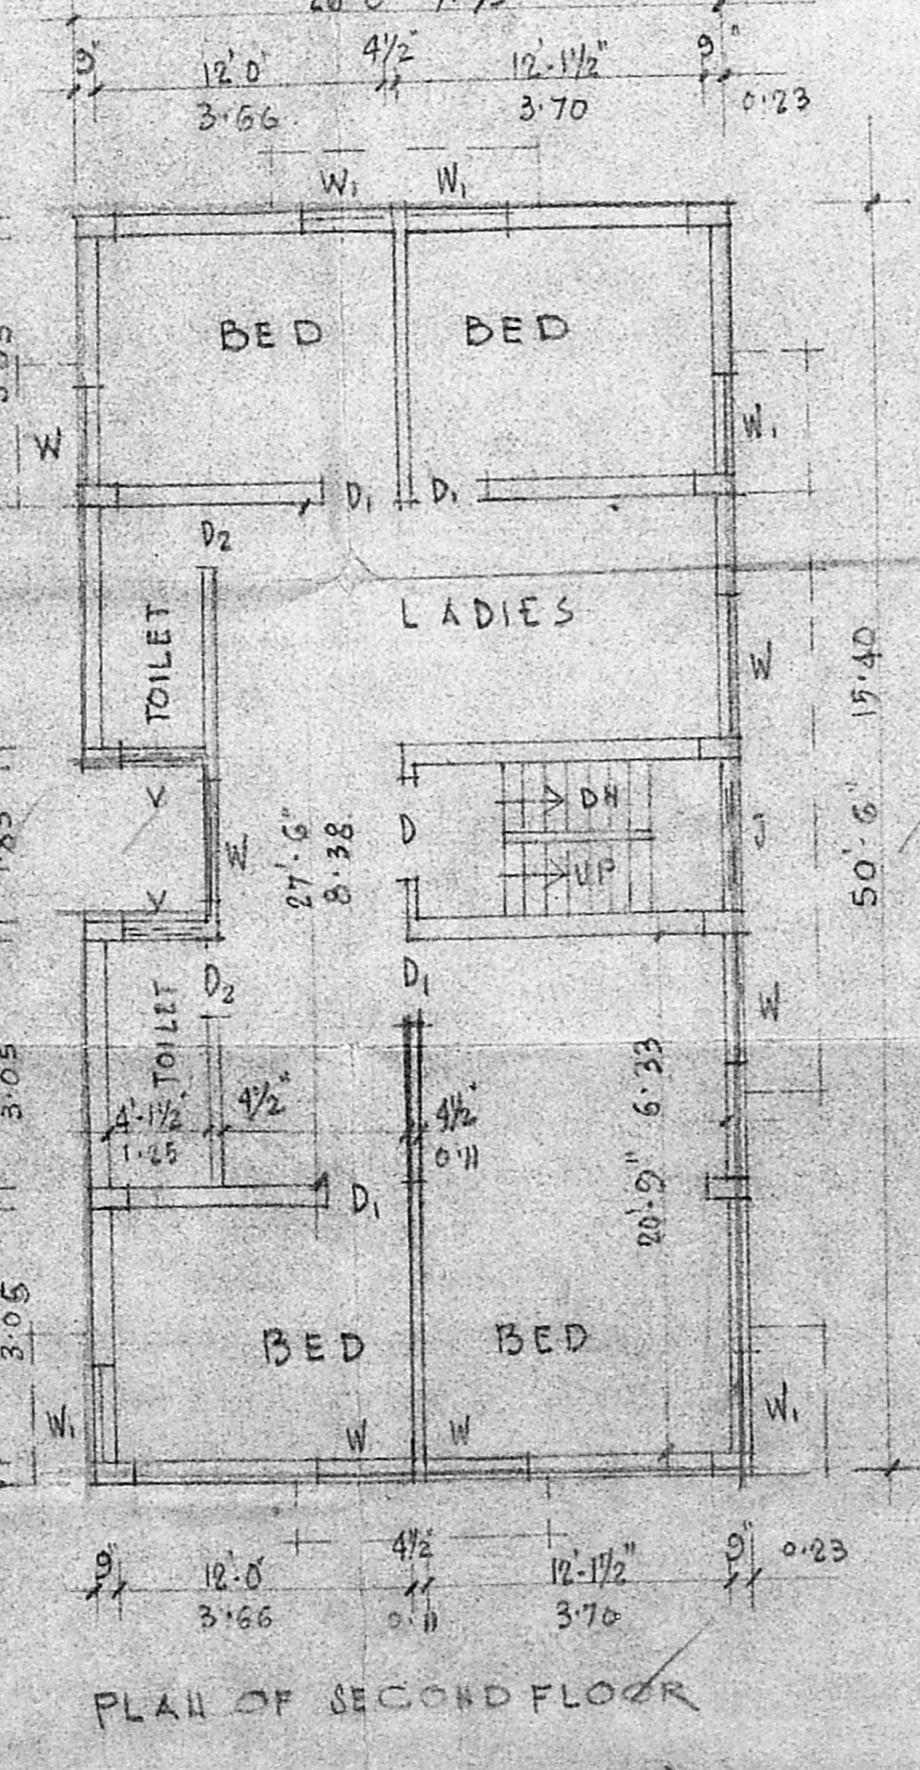 9" 12'0" 4½" 12'-1½" 9"
3.66 3.70 0.23
W1 W1
BED BED
W W1
D1 D1
D2
LADIES
TOILET
W
15.40
50'-6"
DN
D
J
UP
W
27'-6"
8.38
D2 D1
W
TOILET
3.05
6.33
20'-9"
4'-1½" 4½" 4½"
1.25 0.11
D1
3.05
BED BED
W1 W W W1
9" 12'-0" 4½" 12'-1½" 9" 0.23
3.66 0.11 3.70
PLAN OF SECOND FLOOR